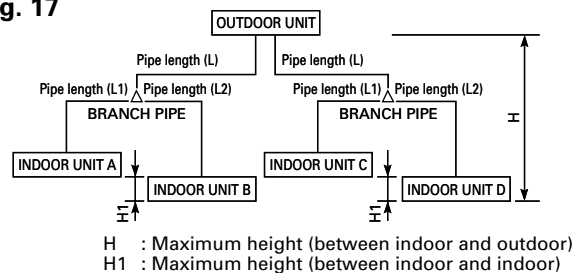 g. 17
OUTDOOR UNIT
Pipe length (L) Pipe length (L)
Pipe length (L1) Pipe length (L2) Pipe length (L1) Pipe length (L2)
BRANCH PIPE BRANCH PIPE
H
INDOOR UNIT A INDOOR UNIT C
INDOOR UNIT B INDOOR UNIT D
H1 H1
H : Maximum height (between indoor and outdoor)
H1 : Maximum height (between indoor and indoor)